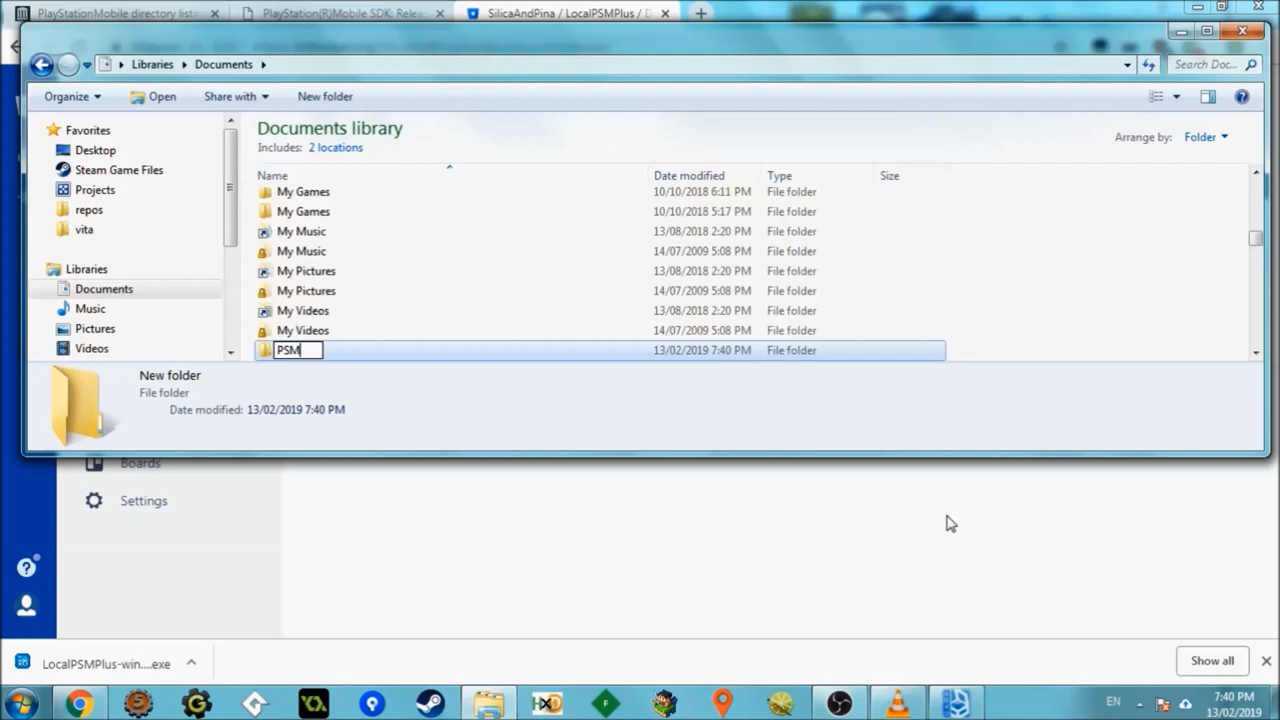 PlayStationMobile directory listi
PlayStation(R)Mobile SDK: Relea
SilicaAndPina / LocalPSMPlus / D
Libraries
Documents
Search Doc...
Organize
Open
Share with
New folder
Favorites
Desktop
Steam Game Files
Projects
repos
vita
Libraries
Documents
Music
Pictures
Videos
Documents library
Includes: 2 locations
Arrange by: Folder
Name Date modified Type Size
My Games 10/10/2018 6:11 PM File folder
My Games 10/10/2018 5:17 PM File folder
My Music 13/08/2018 2:20 PM File folder
My Music 14/07/2009 5:08 PM File folder
My Pictures 13/08/2018 2:20 PM File folder
My Pictures 14/07/2009 5:08 PM File folder
My Videos 13/08/2018 2:20 PM File folder
My Videos 14/07/2009 5:08 PM File folder
PSM 13/02/2019 7:40 PM File folder
New folder
File folder
Date modified: 13/02/2019 7:40 PM
Boards
Settings
LocalPSMPlus-win....exe
Show all
EN
7:40 PM
13/02/2019